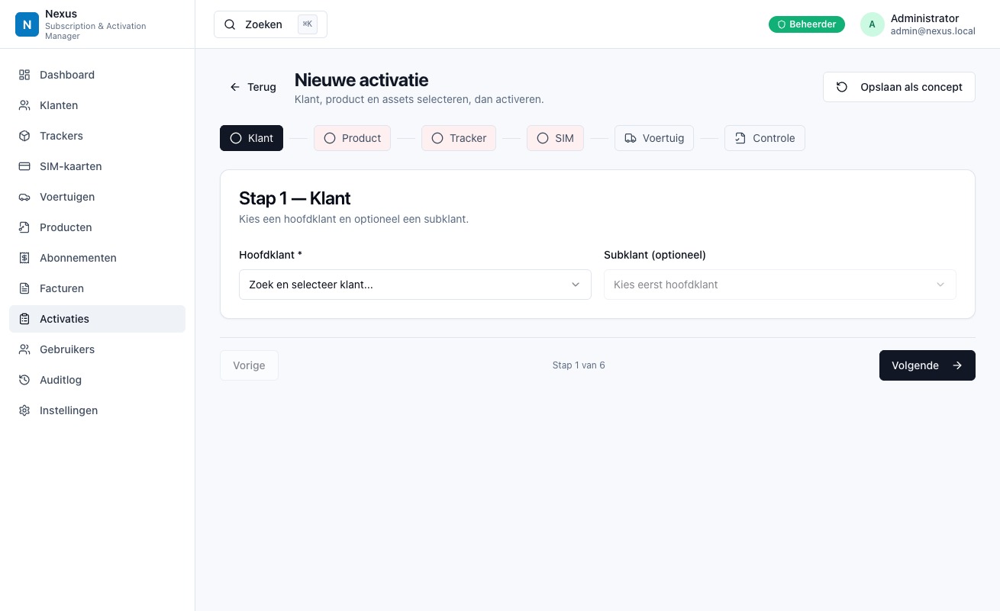 N
Nexus
Subscription & Activation
Manager
Zoeken
⌘K
Beheerder
A
Administrator
admin@nexus.local
Dashboard
Klanten
Trackers
SIM-kaarten
Voertuigen
Producten
Abonnementen
Facturen
Activaties
Gebruikers
Auditlog
Instellingen
Terug
Nieuwe activatie
Klant, product en assets selecteren, dan activeren.
Opslaan als concept
Klant
Product
Tracker
SIM
Voertuig
Controle
Stap 1 — Klant
Kies een hoofdklant en optioneel een subklant.
Hoofdklant *
Zoek en selecteer klant...
Subklant (optioneel)
Kies eerst hoofdklant
Vorige
Stap 1 van 6
Volgende